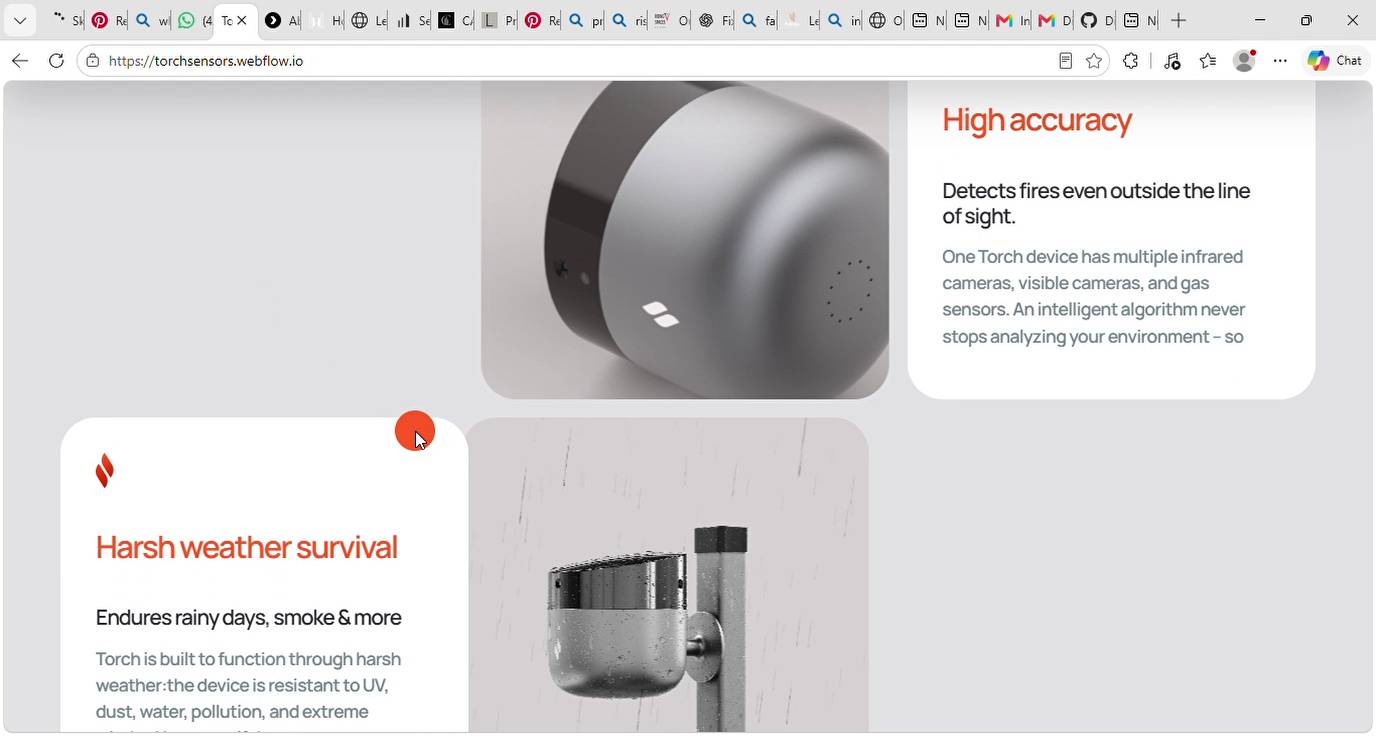 https://torchsensors.webflow.io
Chat
High accuracy
Detects fires even outside the line
of sight.
One Torch device has multiple infrared
cameras, visible cameras, and gas
sensors. An intelligent algorithm never
stops analyzing your environment – so
Harsh weather survival
Endures rainy days, smoke & more
Torch is built to function through harsh
weather:the device is resistant to UV,
dust, water, pollution, and extreme